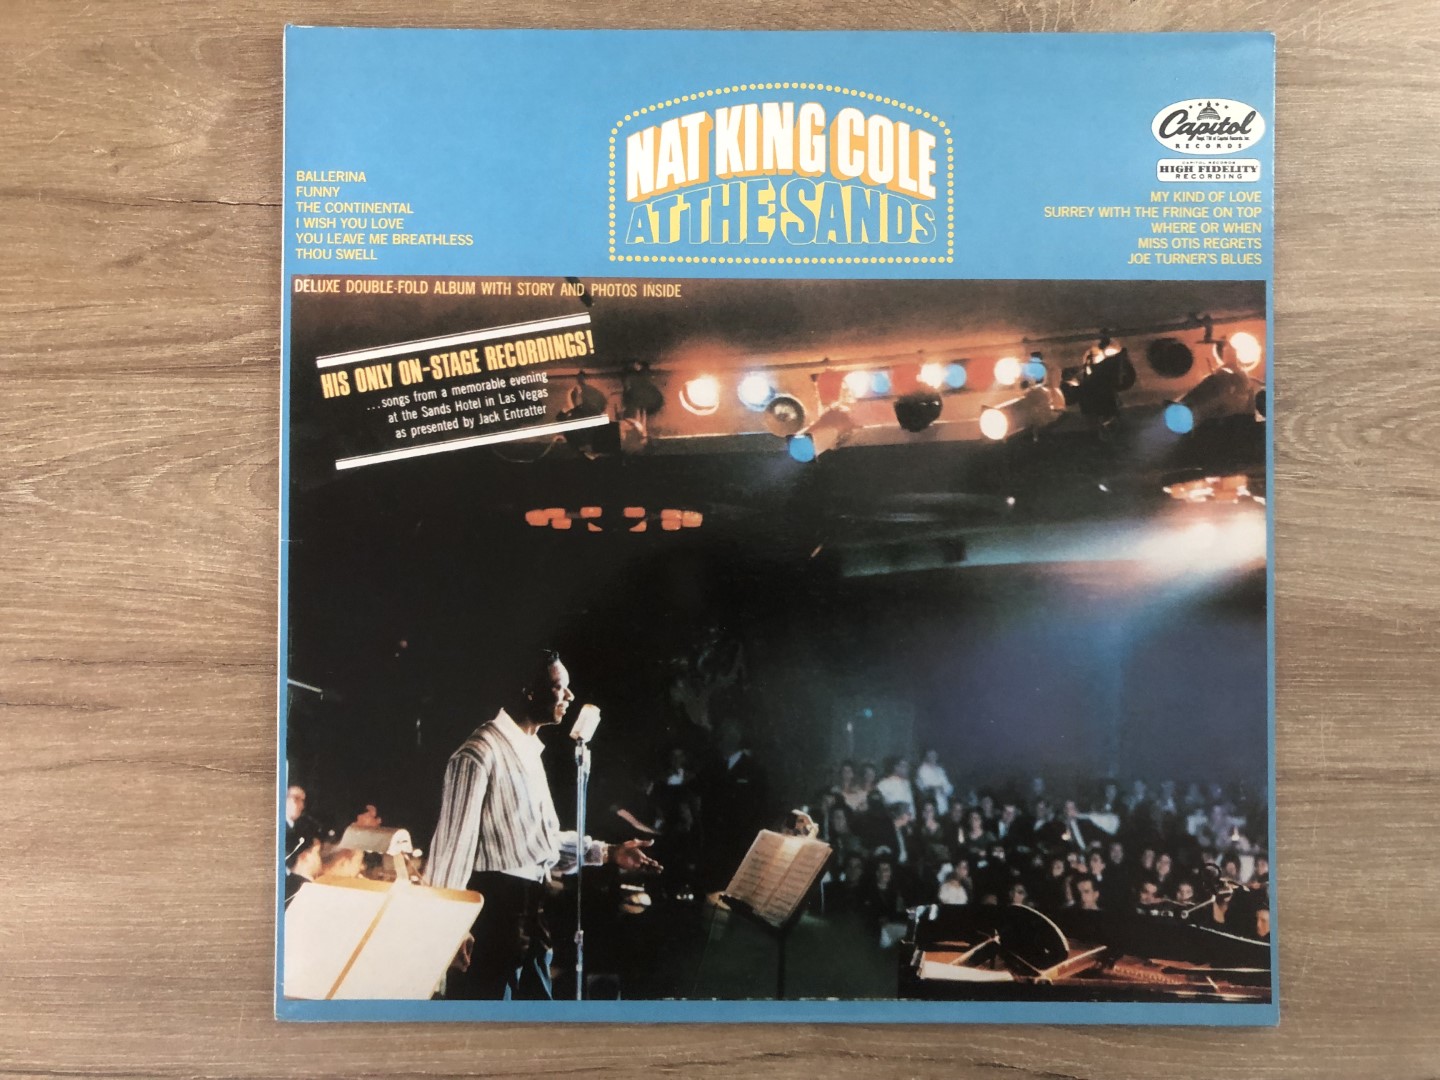 NAT KING COLE
AT THE SANDS
Capitol
RECORDS
CAPITOL RECORDS
HIGH FIDELITY
RECORDING
BALLERINA
FUNNY
THE CONTINENTAL
I WISH YOU LOVE
YOU LEAVE ME BREATHLESS
THOU SWELL
MY KIND OF LOVE
SURREY WITH THE FRINGE ON TOP
WHERE OR WHEN
MISS OTIS REGRETS
JOE TURNER'S BLUES
DELUXE DOUBLE-FOLD ALBUM WITH STORY AND PHOTOS INSIDE
HIS ONLY ON-STAGE RECORDINGS!
...songs from a memorable evening
at the Sands Hotel in Las Vegas
as presented by Jack Entratter